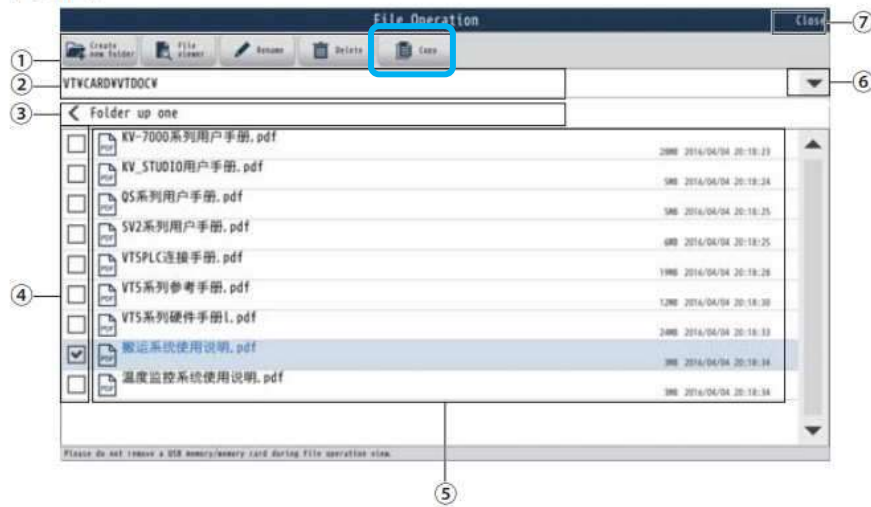 File Operation
Close
⑦
Create new folder
File viewer
Rename
Delete
Copy
①
②
VT¥CARD¥VTDOC¥
⑥
③
Folder up one
KV-7000系列用户手册.pdf
20MB 2016/04/04 20:18:23
KV_STUDIO用户手册.pdf
5MB 2016/04/04 20:18:24
QS系列用户手册.pdf
5MB 2016/04/04 20:18:25
SV2系列用户手册.pdf
6MB 2016/04/04 20:18:25
VT5PLC连接手册.pdf
19MB 2016/04/04 20:18:28
④
VT5系列参考手册.pdf
12MB 2016/04/04 20:18:30
VT5系列硬件手册l.pdf
24MB 2016/04/04 20:18:33
搬运系统使用说明.pdf
3MB 2016/04/04 20:18:34
温度监控系统使用说明.pdf
3MB 2016/04/04 20:18:34
Please do not remove a USB memory/memory card during file operation view.
⑤